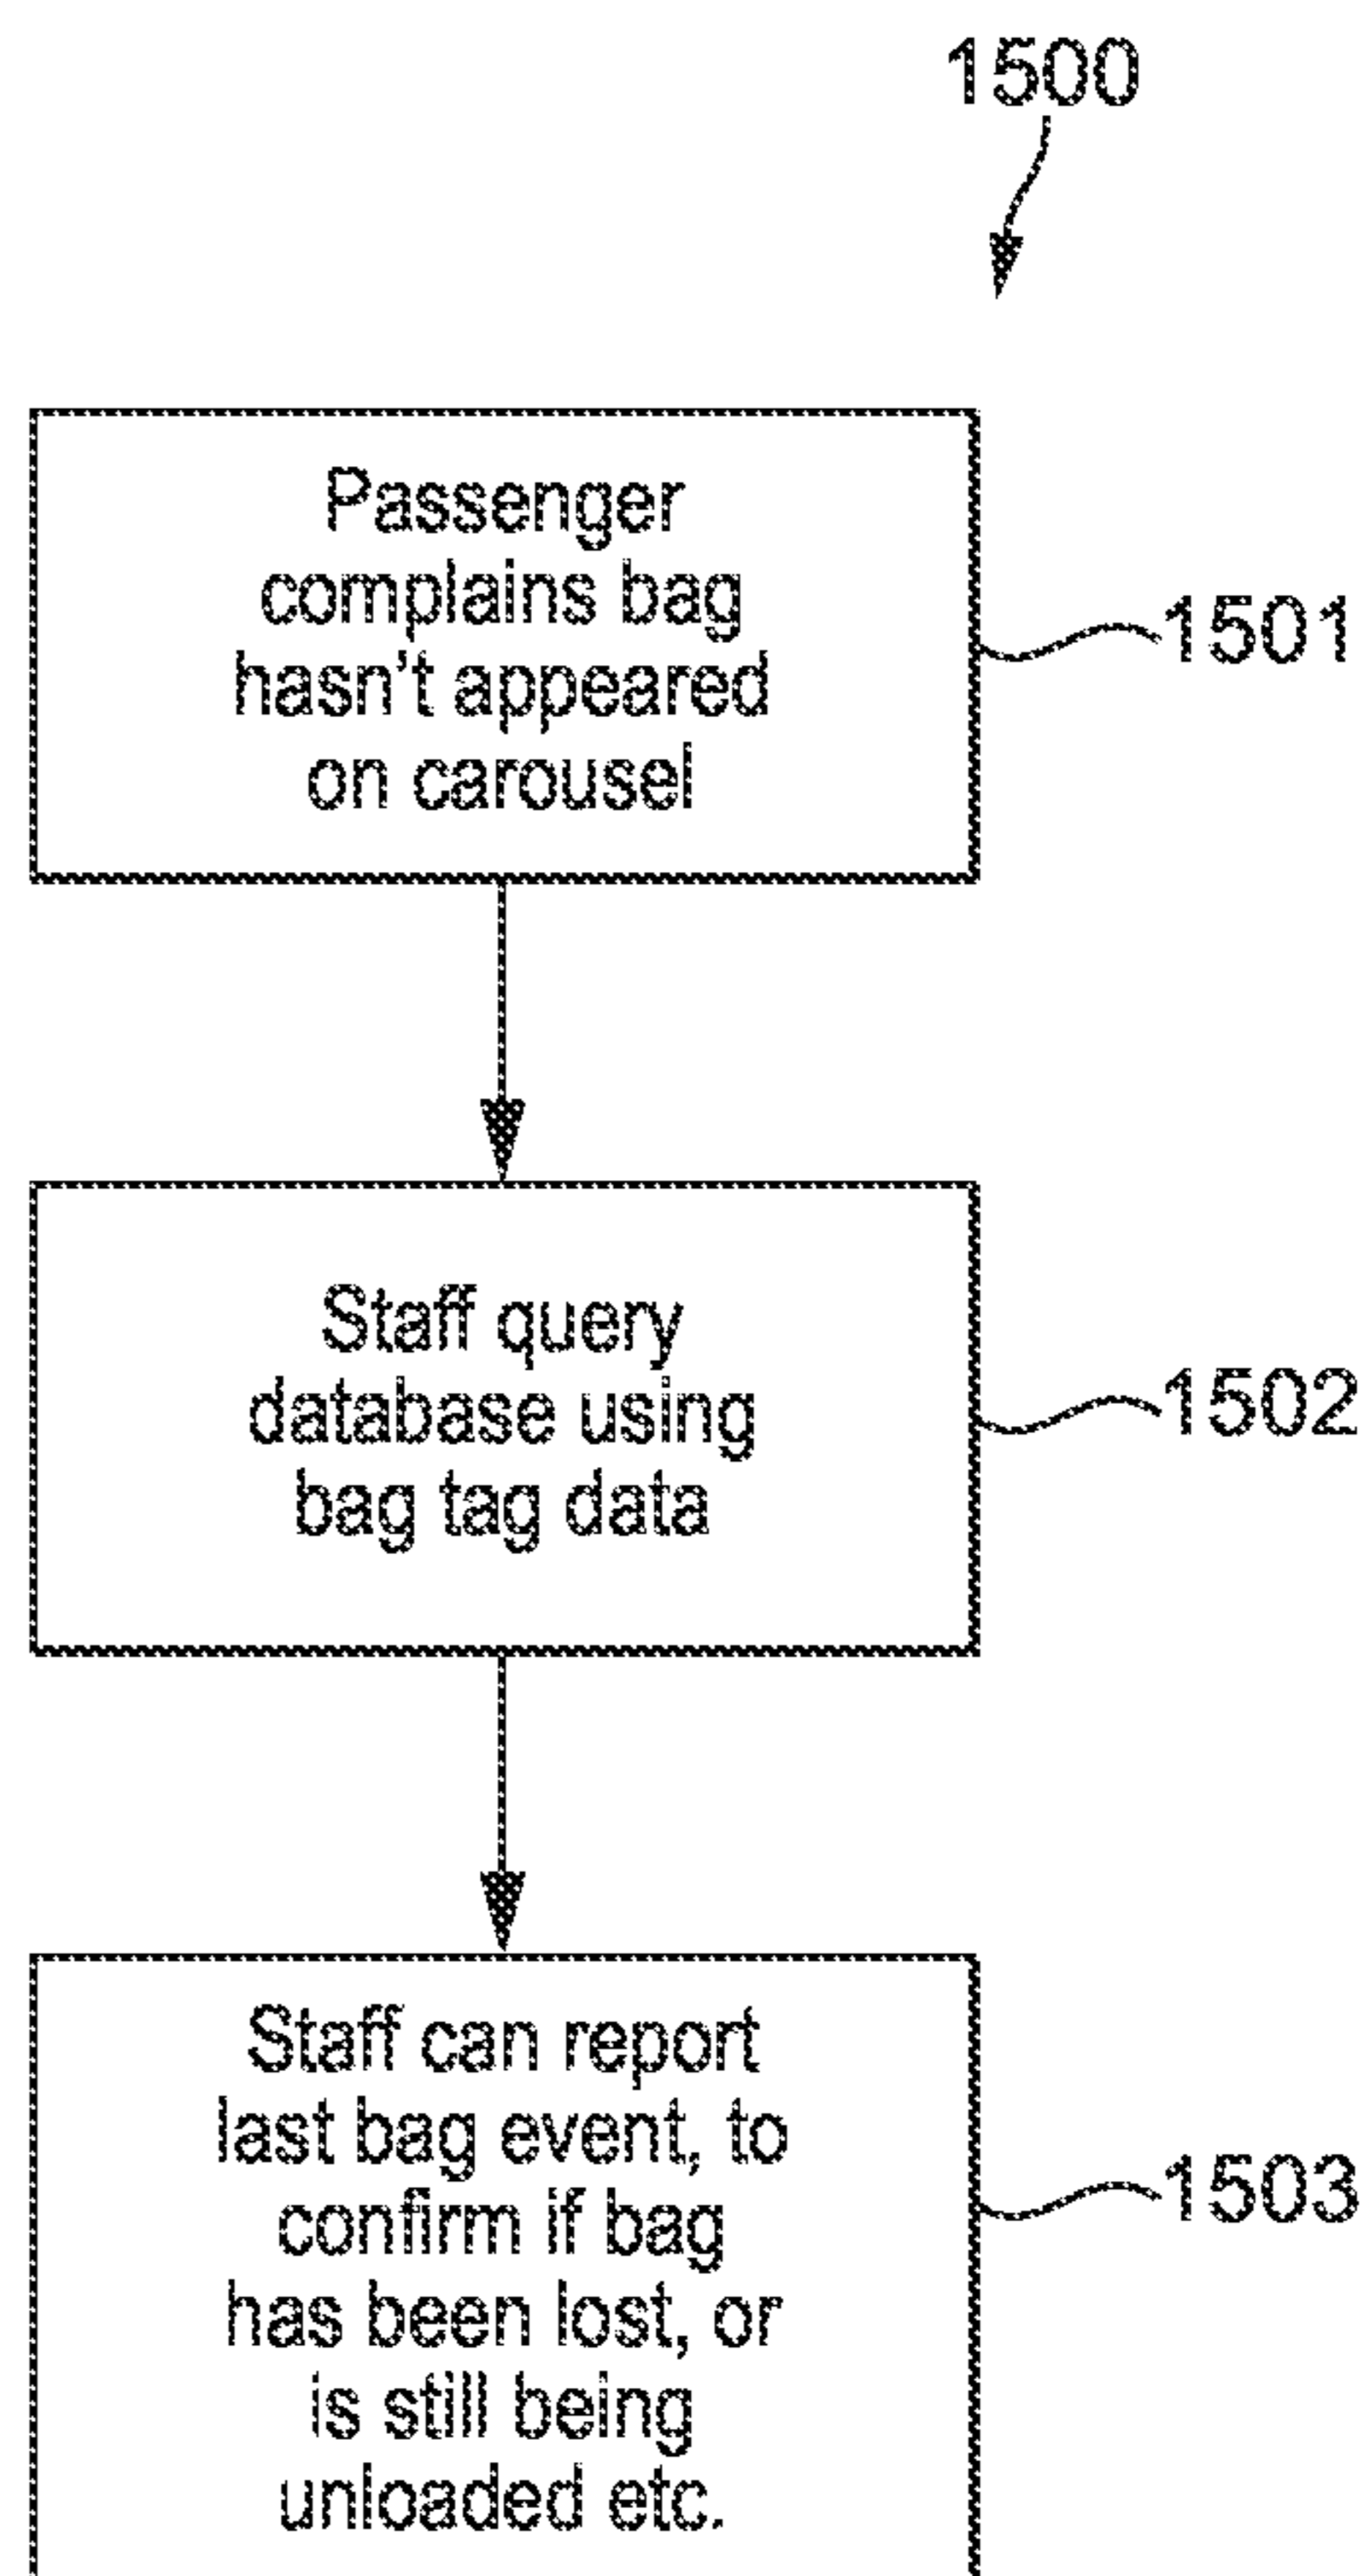 1500
Passenger
complains bag
hasn't appeared
on carousel
1501
Staff query
database using
bag tag data
1502
Staff can report
last bag event, to
confirm if bag
has been lost, or
is still being
unloaded etc.
1503